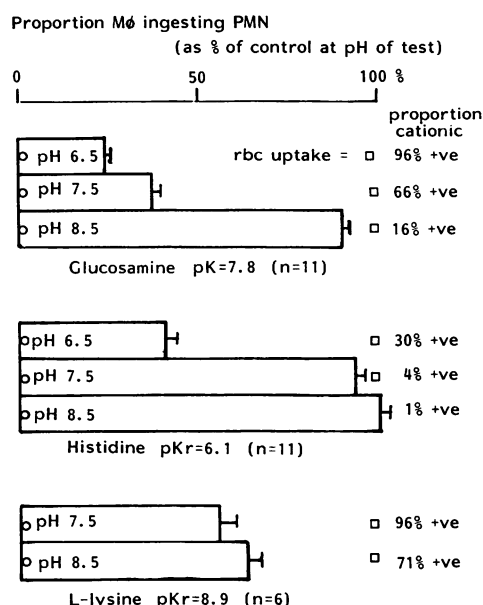 Proportion Mø ingesting PMN
(as % of control at pH of test)
0 50 100 %
proportion
cationic
pH 6.5 rbc uptake = 96% +ve
pH 7.5 66% +ve
pH 8.5 16% +ve
Glucosamine pK=7.8 (n=11)
pH 6.5 30% +ve
pH 7.5 4% +ve
pH 8.5 1% +ve
Histidine pKr=6.1 (n=11)
pH 7.5 96% +ve
pH 8.5 71% +ve
L-lysine pKr=8.9 (n=6)